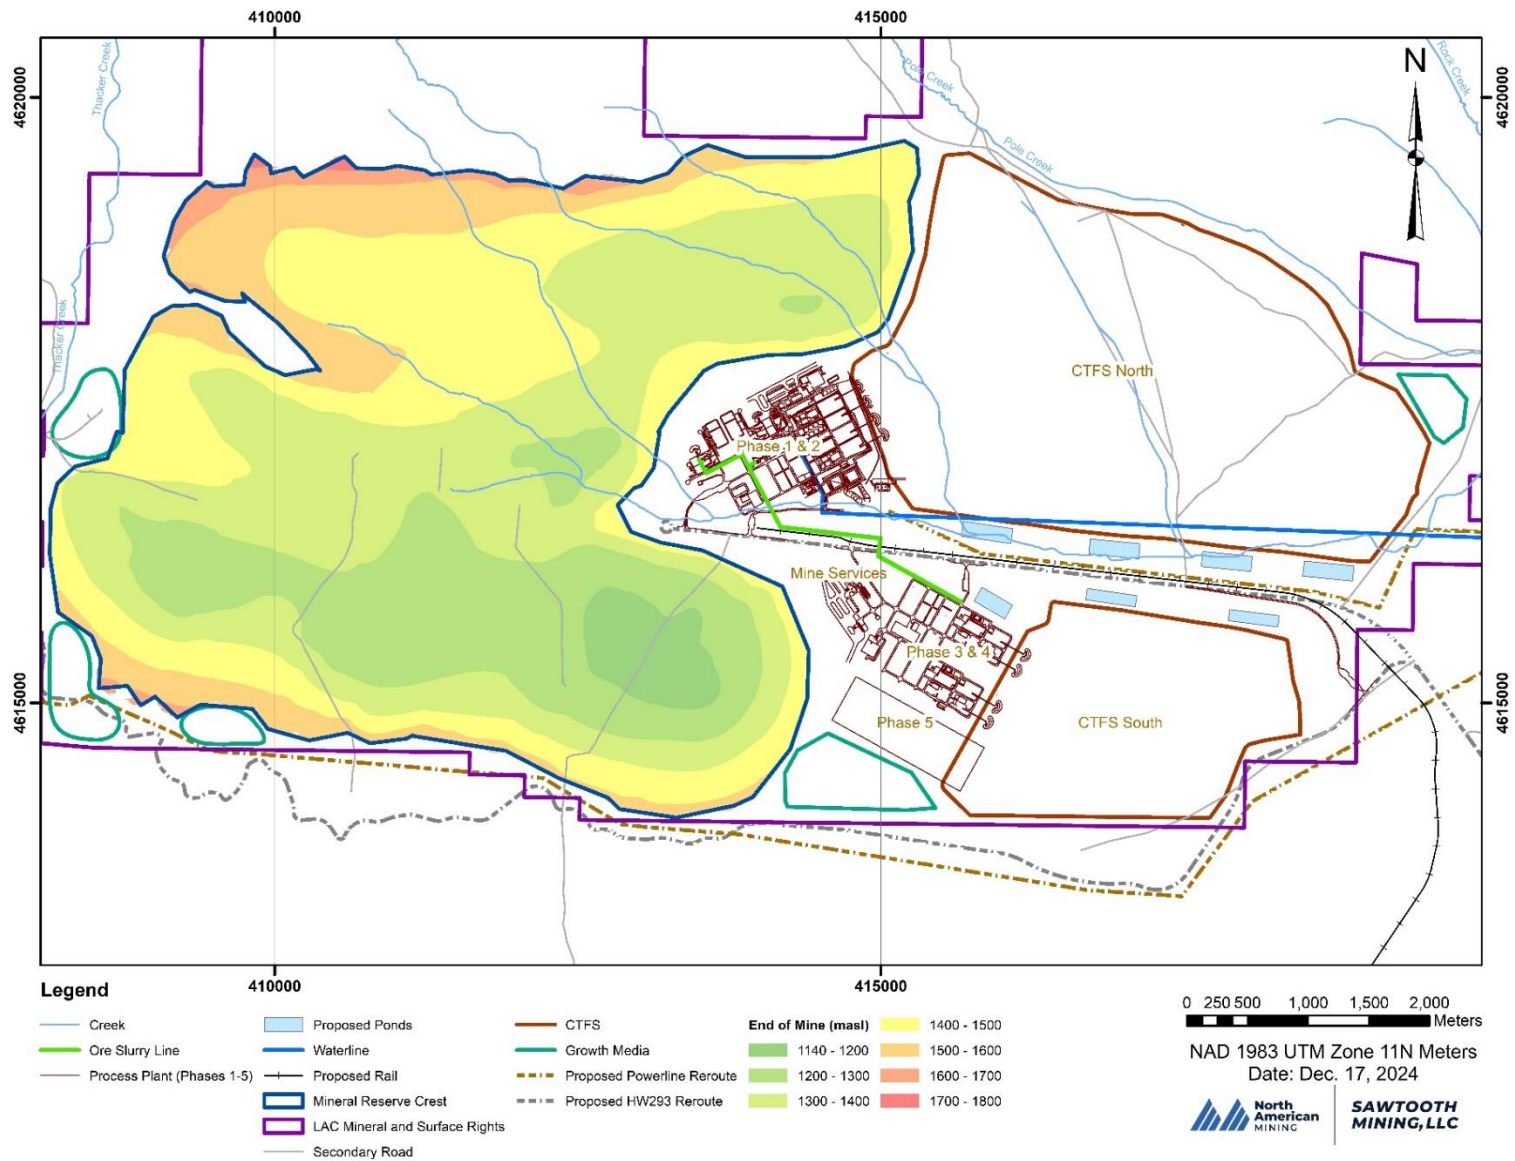 410000
415000
4620000
4620000
Thacker Creek
Pole Creek
Rock Creek
N
Pole Creek
Thacker Creek
CTFS North
Phase 1 & 2
Mine Services
Phase 3 & 4
Phase 5
CTFS South
4615000
4615000
410000
415000
Legend
Creek
Ore Slurry Line
Process Plant (Phases 1-5)
Proposed Ponds
Waterline
Proposed Rail
Mineral Reserve Crest
LAC Mineral and Surface Rights
Secondary Road
CTFS
Growth Media
Proposed Powerline Reroute
Proposed HW293 Reroute
End of Mine (masl)
1140 - 1200
1200 - 1300
1300 - 1400
1400 - 1500
1500 - 1600
1600 - 1700
1700 - 1800
0 250 500 1,000 1,500 2,000
Meters
NAD 1983 UTM Zone 11N Meters
Date: Dec. 17, 2024
North
American
MINING
SAWTOOTH
MINING,LLC